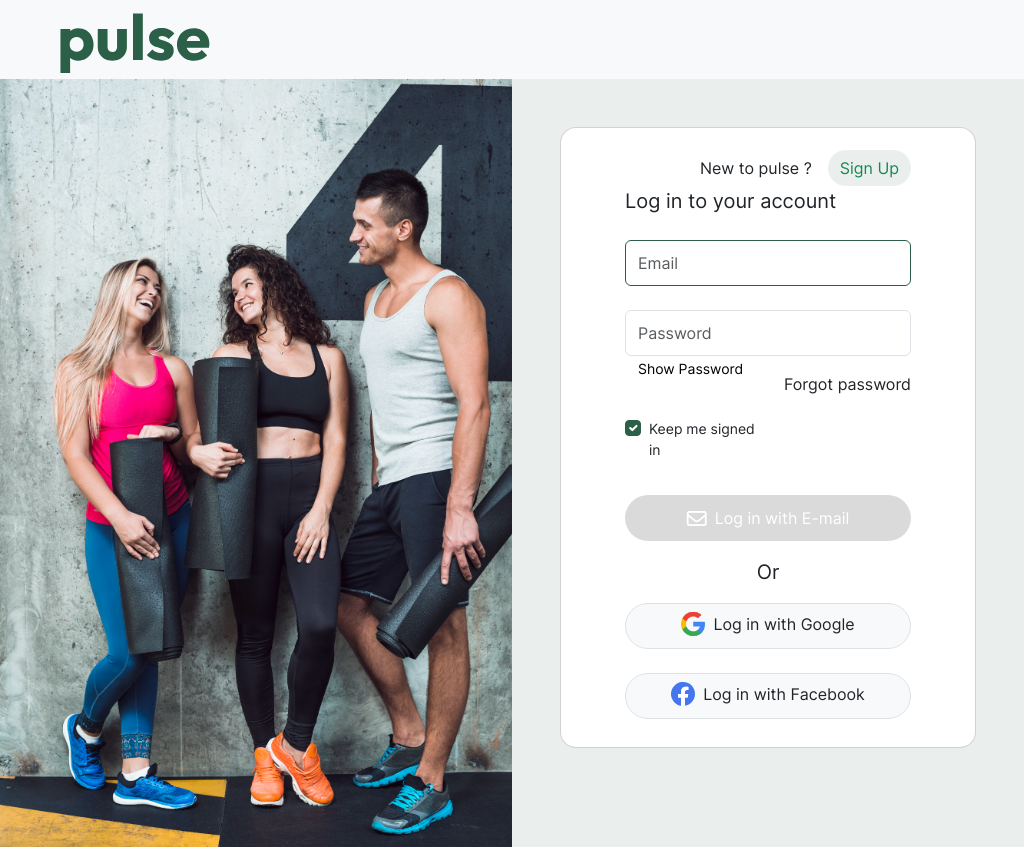 pulse
4
New to pulse ? Sign Up
Log in to your account
Email
Password
Show Password
Forgot password
Keep me signed
in
Log in with E-mail
Or
Log in with Google
Log in with Facebook